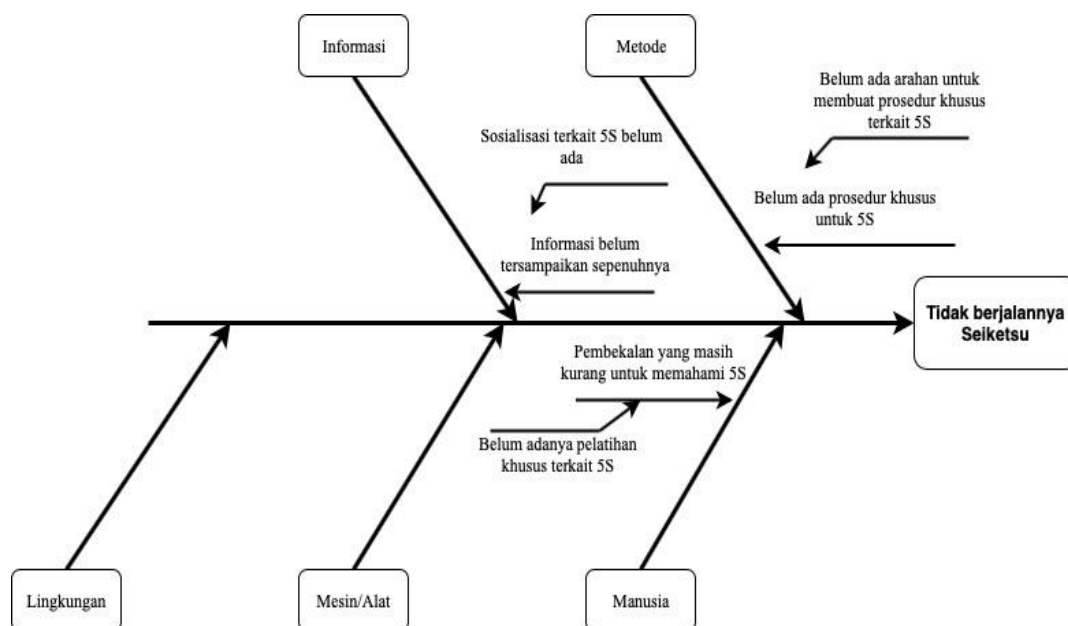 Informasi
Metode
Belum ada arahan untuk
membuat prosedur khusus
terkait 5S
Sosialisasi terkait 5S belum
ada
Belum ada prosedur khusus
untuk 5S
Informasi belum
tersampaikan sepenuhnya
Tidak berjalannya
Seiketsu
Pembekalan yang masih
kurang untuk memahami 5S
Belum adanya pelatihan
khusus terkait 5S
Lingkungan
Mesin/Alat
Manusia